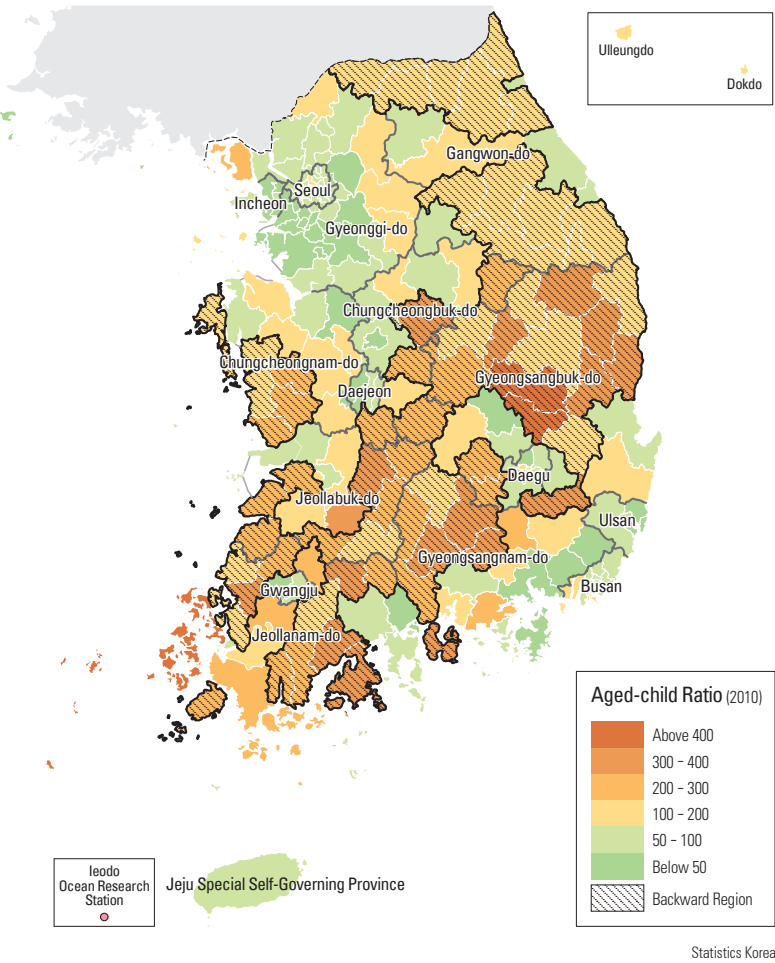 Ulleungdo
Dokdo
Gangwon-do
Seoul
Incheon
Gyeonggi-do
Chungcheongbuk-do
Chungcheongnam-do
Gyeongsangbuk-do
Daejeon
Daegu
Jeollabuk-do
Ulsan
Gyeongsangnam-do
Gwangju
Busan
Jeollanam-do
Aged-child Ratio (2010)
Above 400
300 - 400
200 - 300
100 - 200
50 - 100
Below 50
Backward Region
Ieodo
Ocean Research
Station
Jeju Special Self-Governing Province
Statistics Korea